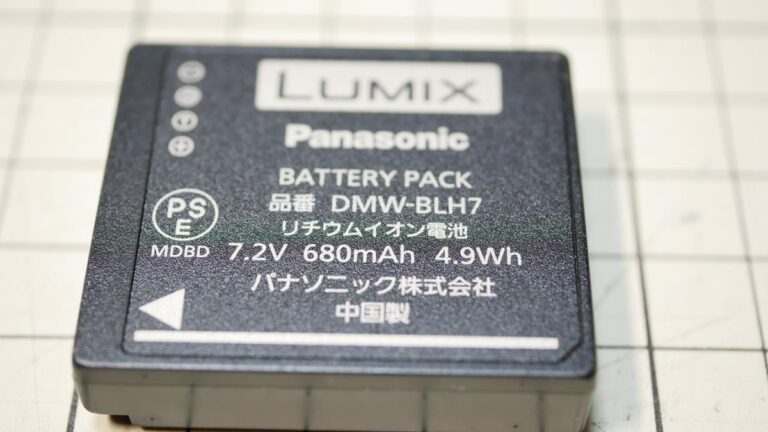 LUMIX
Panasonic
BATTERY PACK
品番 DMW-BLH7
リチウムイオン電池
PSE
MDBD 7.2V 680mAh 4.9Wh
パナソニック株式会社
中国製